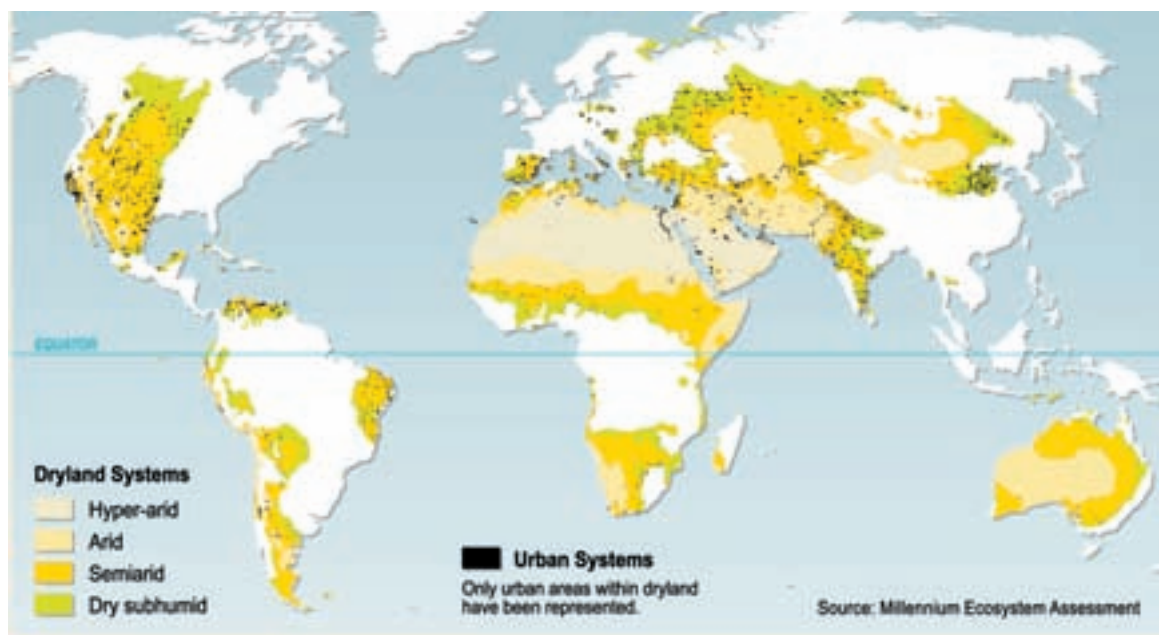 EQUATOR
Dryland Systems
Hyper-arid
Arid
Semiarid
Dry subhumid
Urban Systems
Only urban areas within dryland
have been represented.
Source: Millennium Ecosystem Assessment